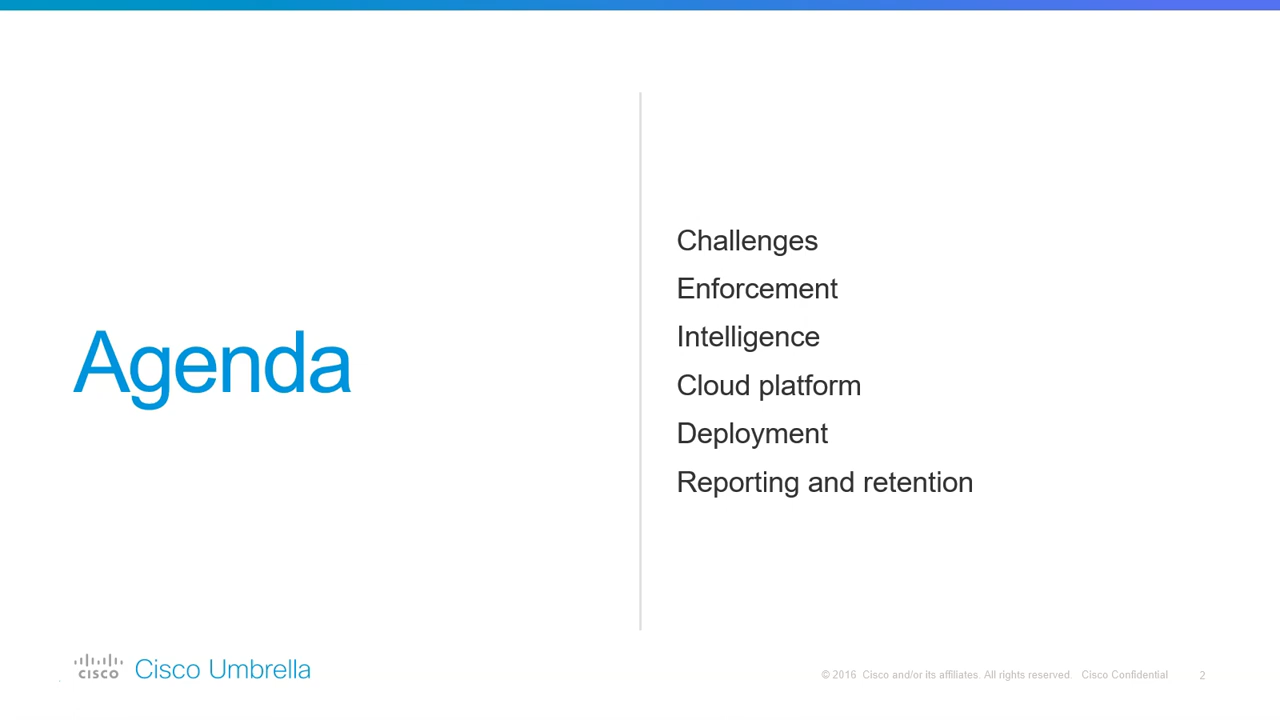 Agenda
Challenges
Enforcement
Intelligence
Cloud platform
Deployment
Reporting and retention
CISCO Cisco Umbrella
© 2016 Cisco and/or its affiliates. All rights reserved. Cisco Confidential 2